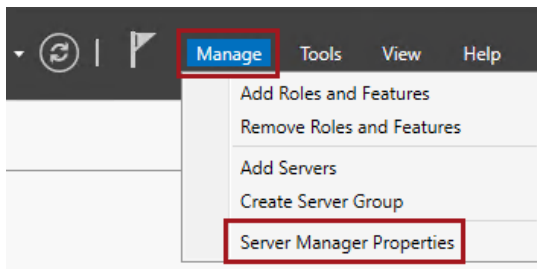 Manage Tools View Help
Add Roles and Features
Remove Roles and Features
Add Servers
Create Server Group
Server Manager Properties